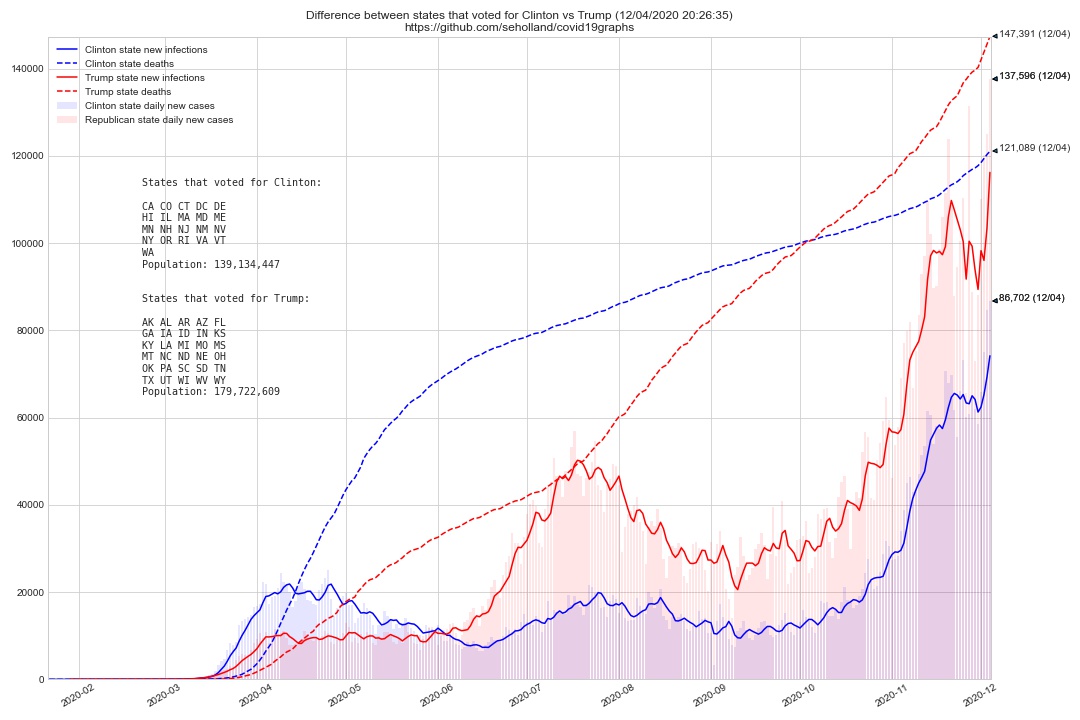 Difference between states that voted for Clinton vs Trump (12/04/2020 20:26:35)
https://github.com/seholland/covid19graphs
Clinton state new infections
Clinton state deaths
Trump state new infections
Trump state deaths
Clinton state daily new cases
Republican state daily new cases
States that voted for Clinton:
CA CO CT DC DE
HI IL MA MD ME
MN NH NJ NM NV
NY OR RI VA VT
WA
Population: 139,134,447
States that voted for Trump:
AK AL AR AZ FL
GA IA ID IN KS
KY LA MI MO MS
MT NC ND NE OH
OK PA SC SD TN
TX UT WI WV WY
Population: 179,722,609
147,391 (12/04)
137,596 (12/04)
121,089 (12/04)
86,702 (12/04)
140000
120000
100000
80000
60000
40000
20000
0
2020-02
2020-03
2020-04
2020-05
2020-06
2020-07
2020-08
2020-09
2020-10
2020-11
2020-12